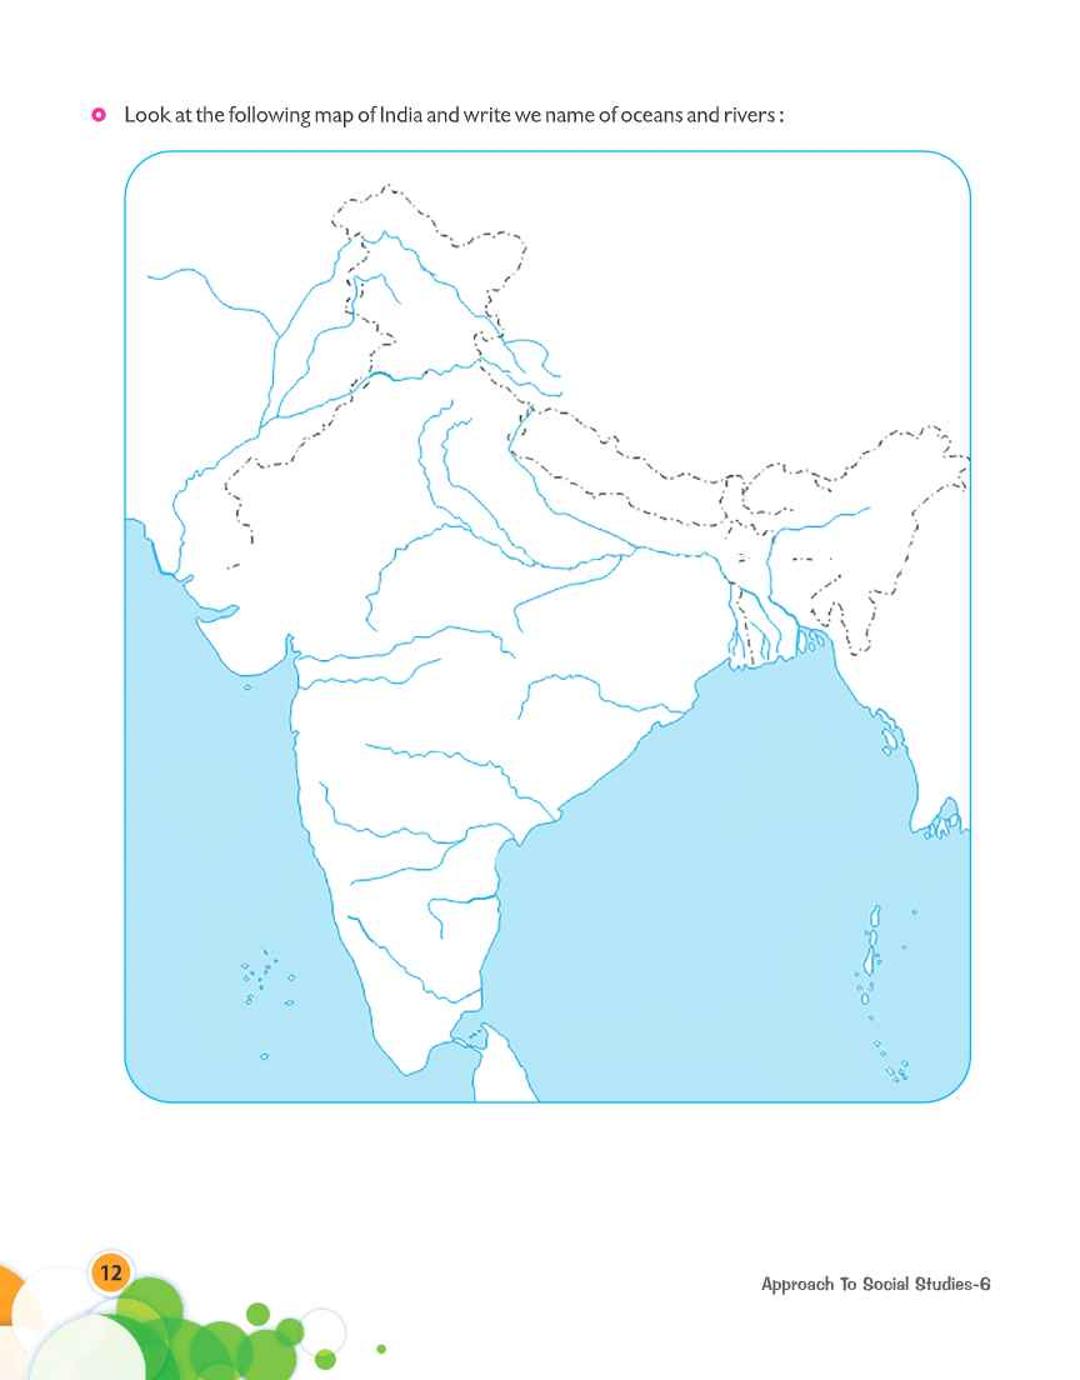 Look at the following map of India and write we name of oceans and rivers :
12
Approach To Social Studies-6